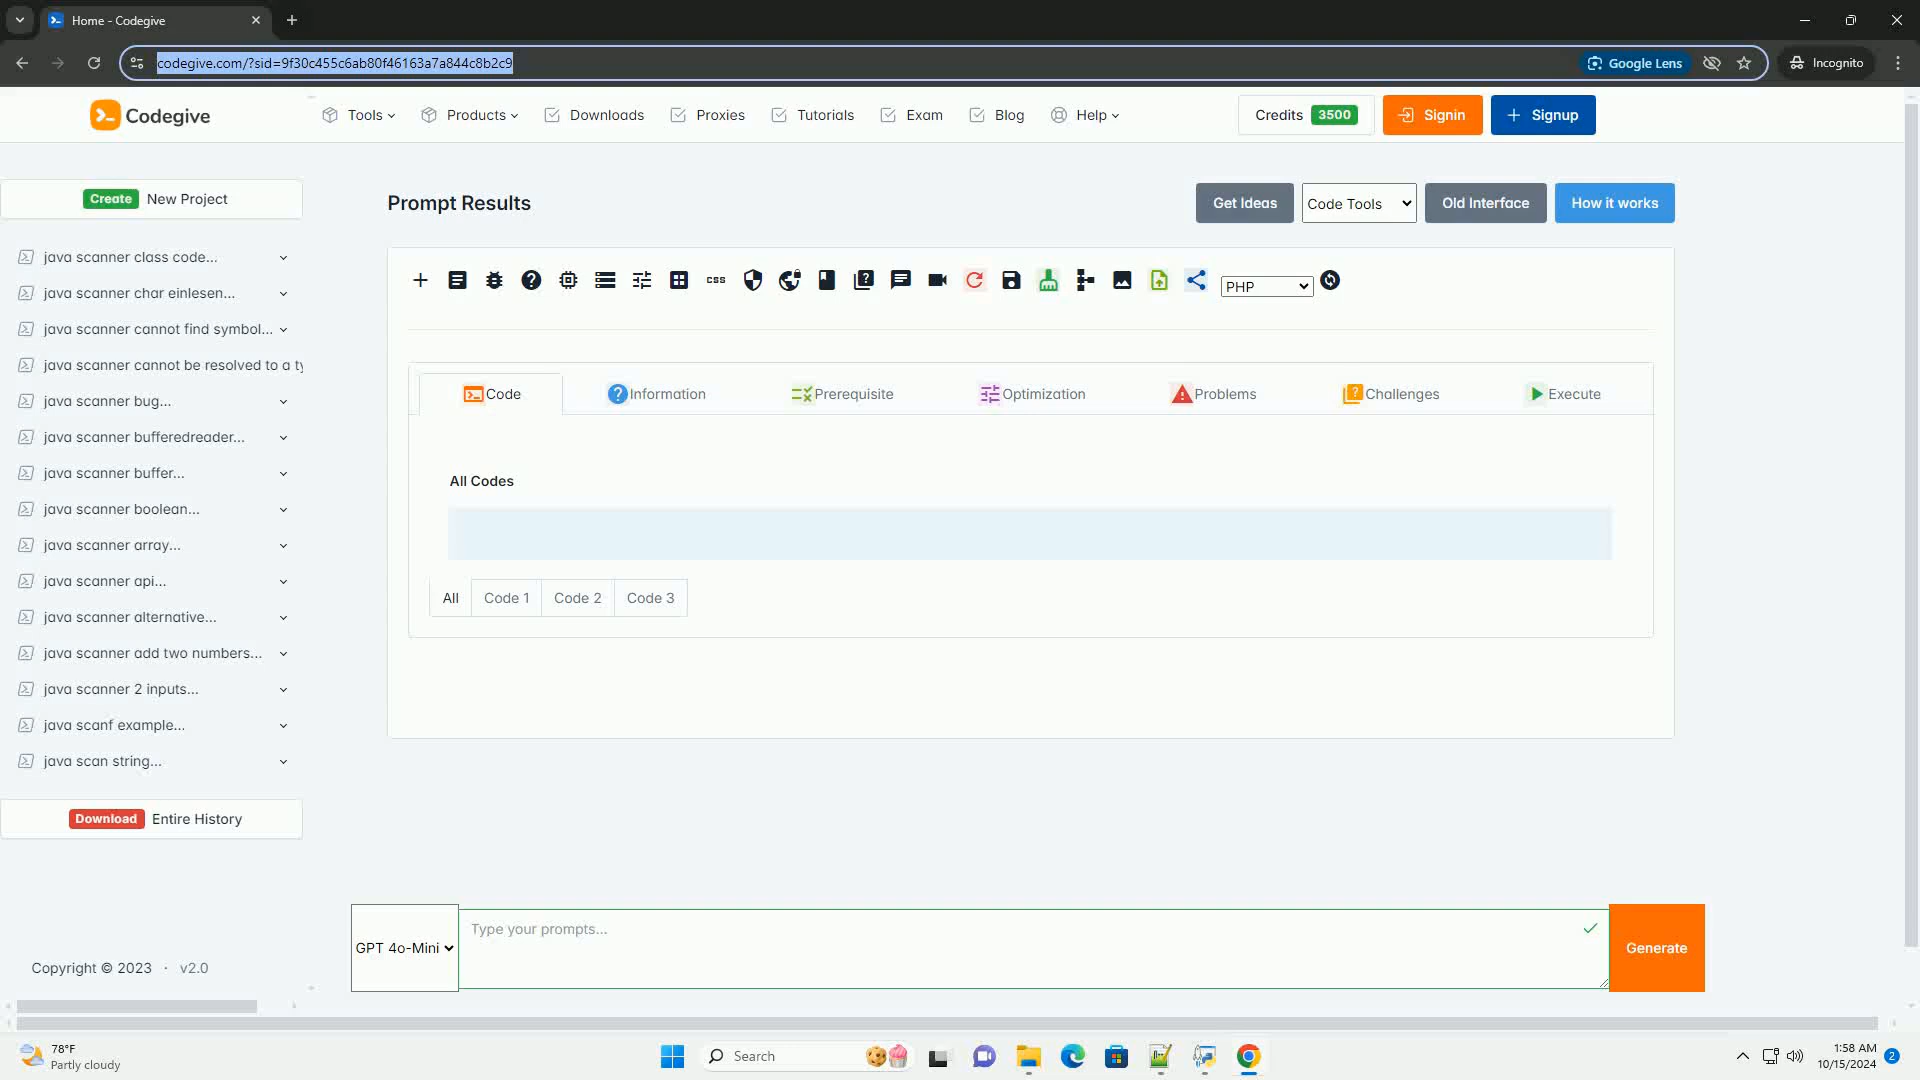 Home - Codegive
codegive.com/?sid=9f30c455c6ab80f46163a7a844c8b2c9
Google Lens
Incognito
Codegive
Tools
Products
Downloads
Proxies
Tutorials
Exam
Blog
Help
Credits 3500
Signin
Signup
Create New Project
java scanner class code...
java scanner char einlesen...
java scanner cannot find symbol...
java scanner cannot be resolved to a ty
java scanner bug...
java scanner bufferedreader...
java scanner buffer...
java scanner boolean...
java scanner array...
java scanner api...
java scanner alternative...
java scanner add two numbers...
java scanner 2 inputs...
java scanf example...
java scan string...
Download Entire History
Copyright © 2023 · v2.0
Prompt Results
Get Ideas
Code Tools
Old Interface
How it works
css
PHP
Code
Information
Prerequisite
Optimization
Problems
Challenges
Execute
All Codes
All
Code 1
Code 2
Code 3
GPT 4o-Mini
Type your prompts...
Generate
78°F
Partly cloudy
Search
1:58 AM
10/15/2024
2